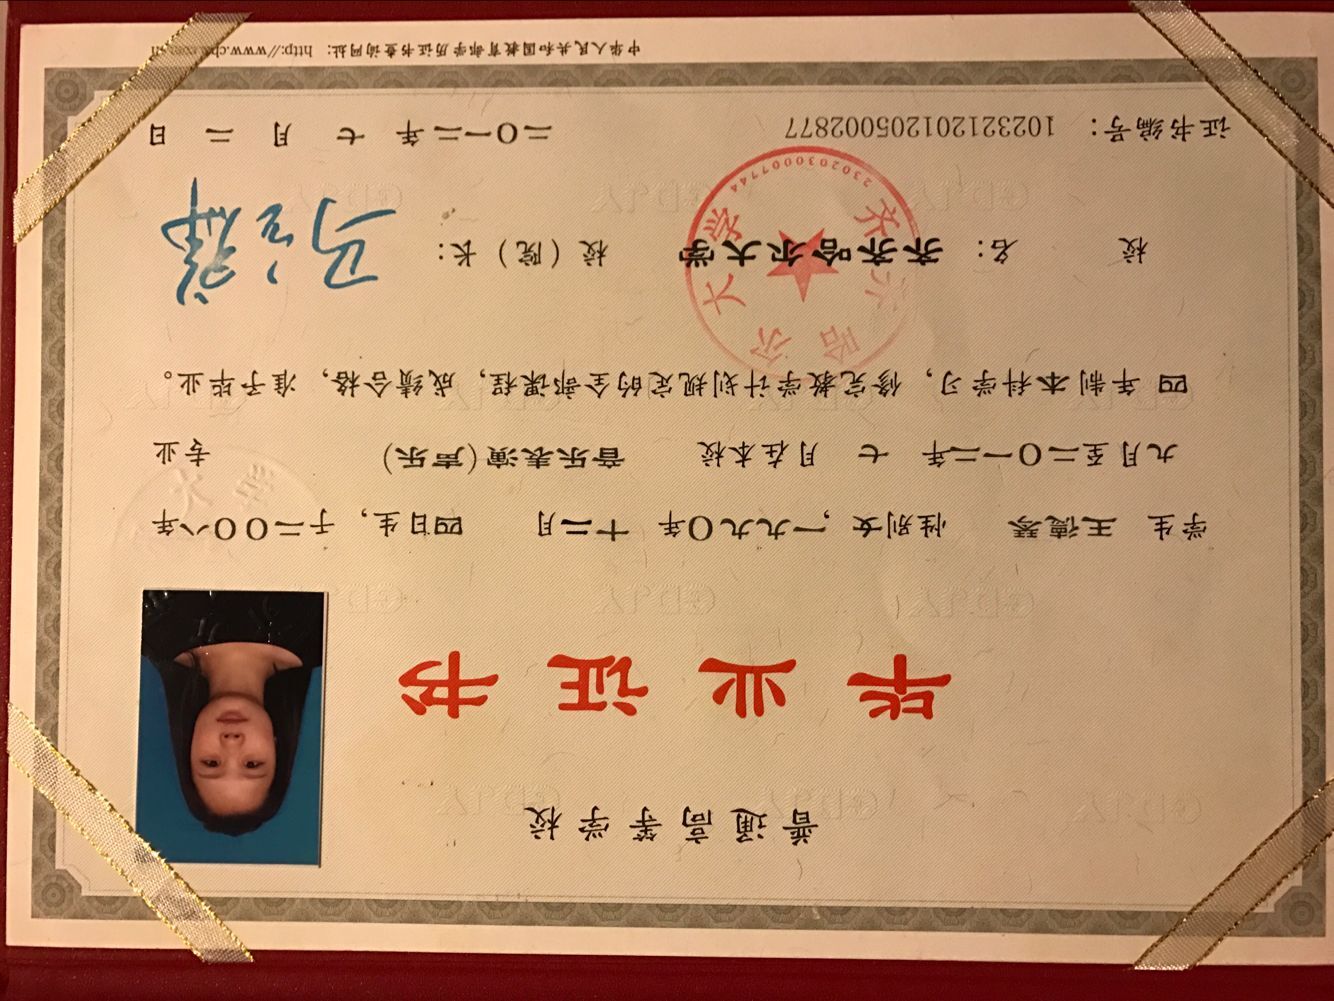 普通高等学校
毕业证书
学生 王德琴 性别女，一九九〇年 十二月 四日生，于二〇〇八年
九月至二〇一二年 七 月在本校 音乐表演(声乐) 专业
四年制本科学习，修完教学计划规定的全部课程，成绩合格，准予毕业。
校 名：齐齐哈尔大学 校（院）长：
齐齐哈尔大学
2302030007744
证书编号：102321201205002877 二〇一二年 七 月 二 日
中华人民共和国教育部学历证书查询网址：http://www.ch